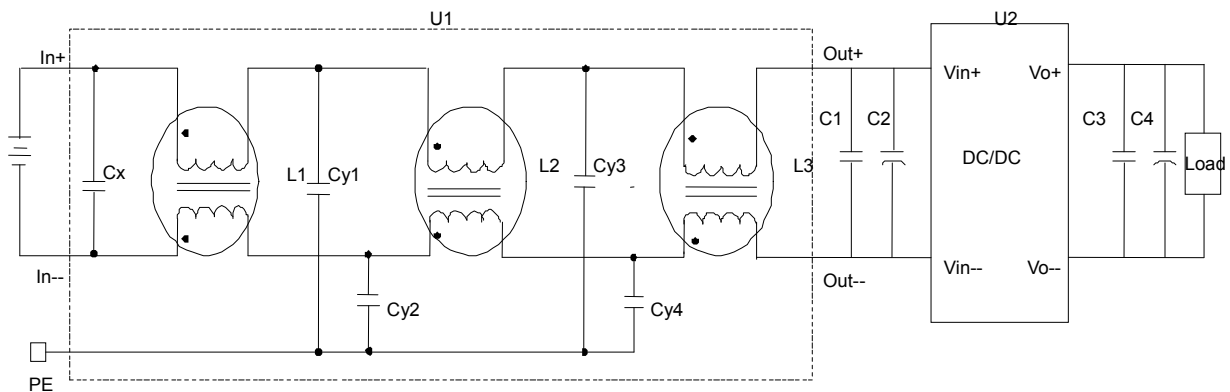 U1
U2
In+
Out+
Vin+
Vo+
C1
C2
C3
C4
Cx
L1
Cy1
L2
Cy3
L3
DC/DC
Load
In--
Cy2
Cy4
Out--
Vin--
Vo--
PE